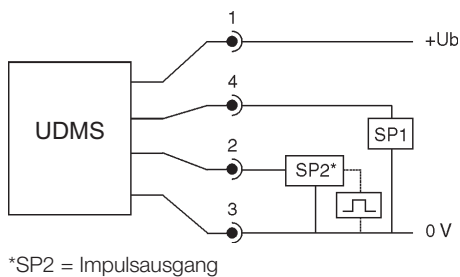 1
+Ub
4
UDMS
SP1
2
SP2*
3
0 V
*SP2 = Impulsausgang